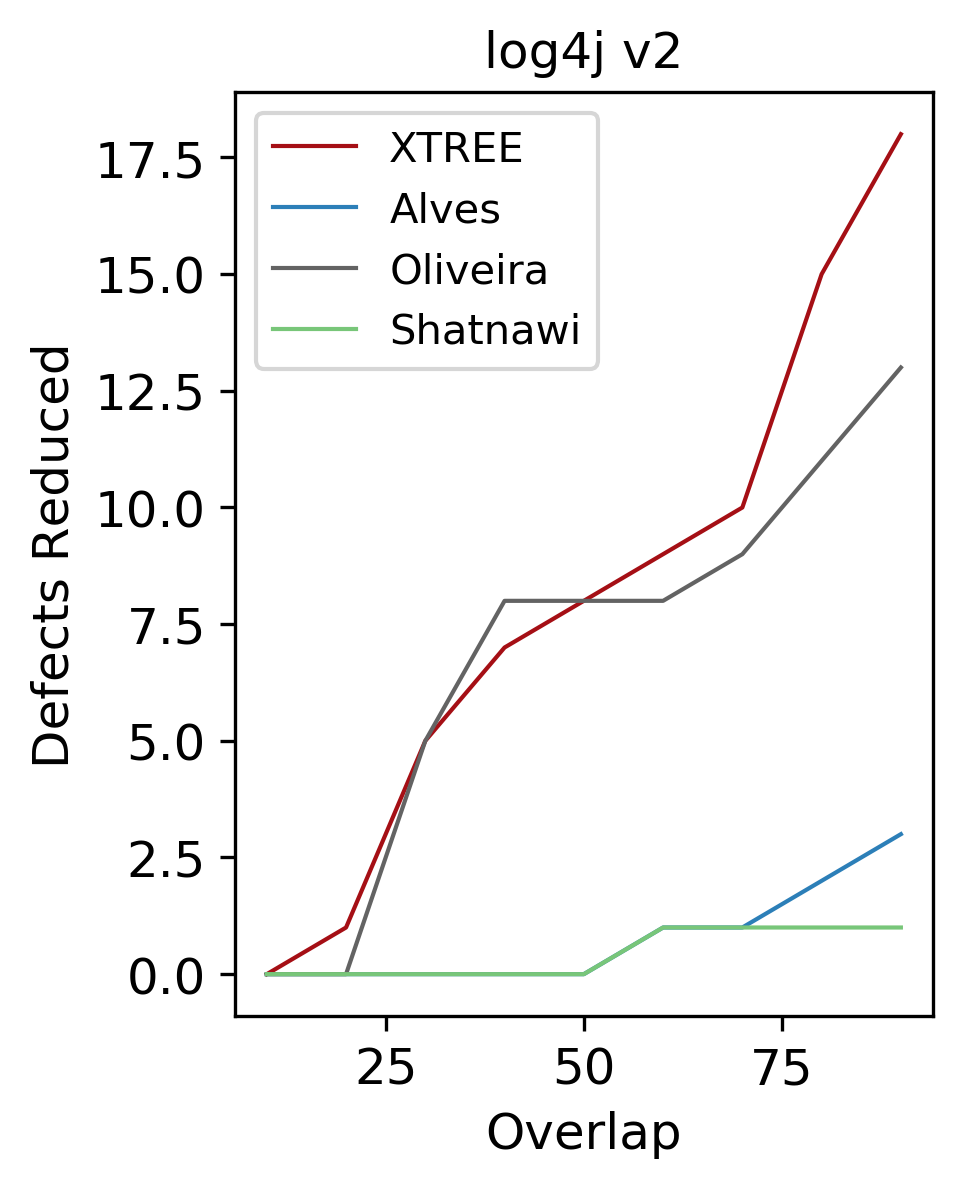 log4j v2
XTREE
Alves
Oliveira
Shatnawi
17.5
15.0
12.5
10.0
7.5
5.0
2.5
0.0
Defects Reduced
25 50 75
Overlap